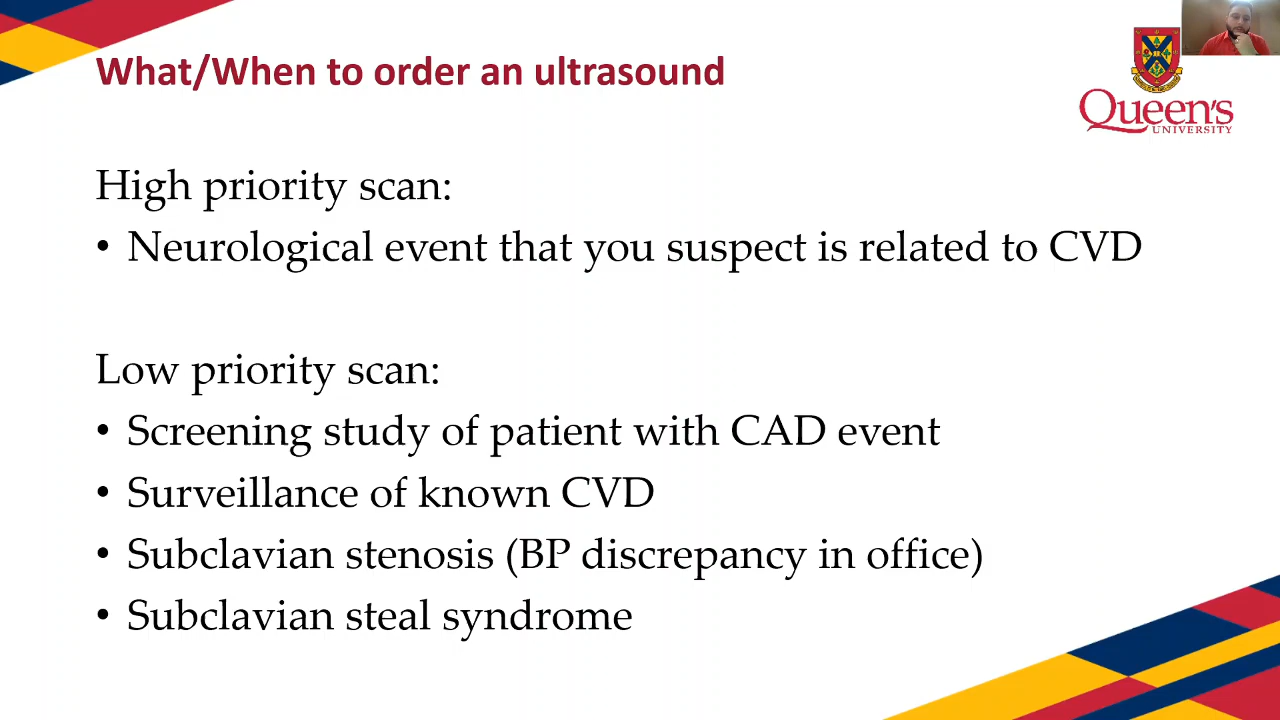 What/When to order an ultrasound
Queen's
UNIVERSITY
High priority scan:
• Neurological event that you suspect is related to CVD
Low priority scan:
• Screening study of patient with CAD event
• Surveillance of known CVD
• Subclavian stenosis (BP discrepancy in office)
• Subclavian steal syndrome